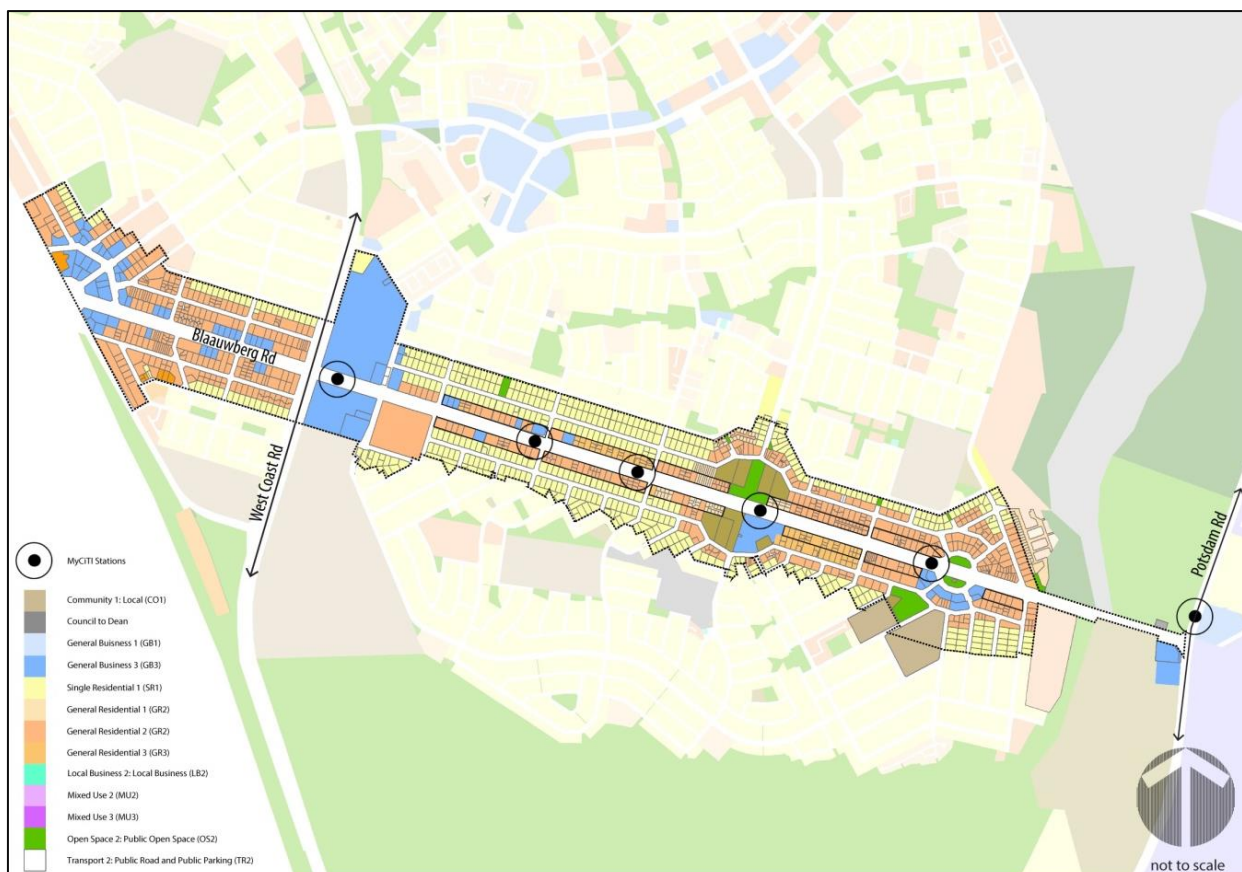 Blaauwberg Rd
West Coast Rd
Potsdam Rd
MyCiTI Stations
Community 1: Local (CO1)
Council to Dean
General Buisness 1 (GB1)
General Business 3 (GB3)
Single Residential 1 (SR1)
General Residential 1 (GR2)
General Residential 2 (GR2)
General Residential 3 (GR3)
Local Business 2: Local Business (LB2)
Mixed Use 2 (MU2)
Mixed Use 3 (MU3)
Open Space 2: Public Open Space (OS2)
Transport 2: Public Road and Public Parking (TR2)
not to scale